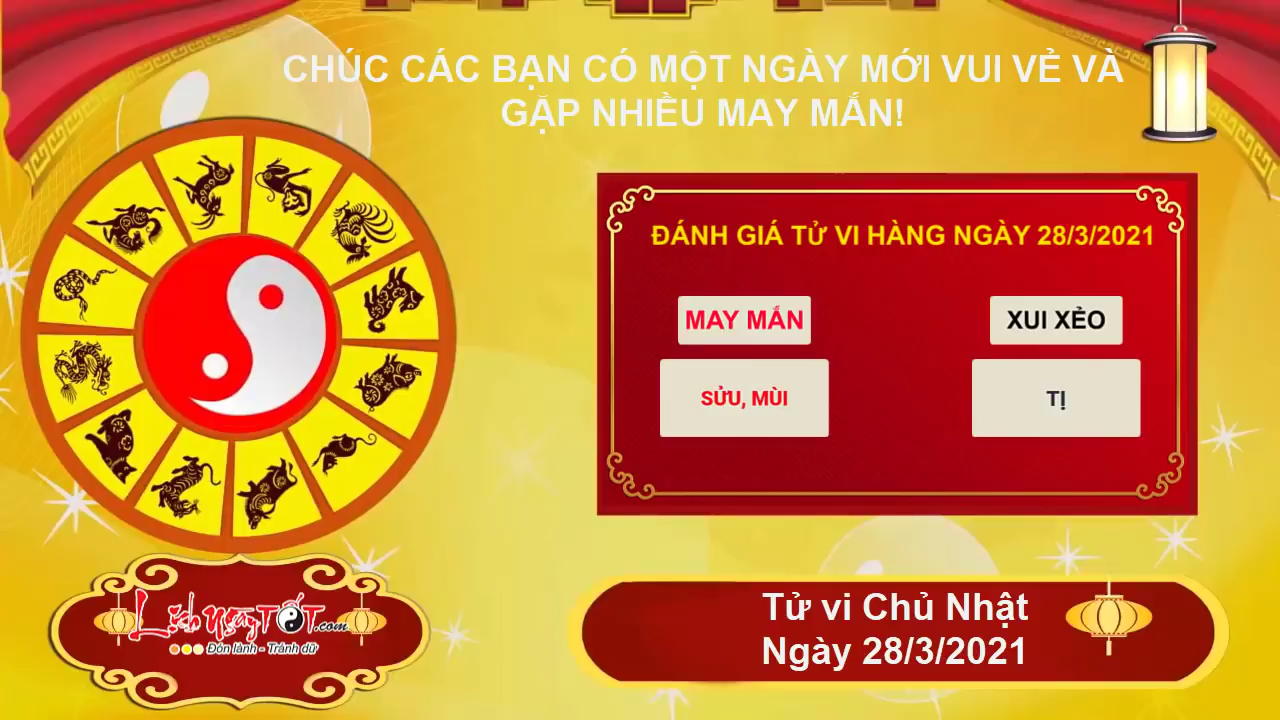 CHÚC CÁC BẠN CÓ MỘT NGÀY MỚI VUI VẺ VÀ
GẶP NHIỀU MAY MẮN!
ĐÁNH GIÁ TỬ VI HÀNG NGÀY 28/3/2021
MAY MẮN
XUI XẺO
SỬU, MÙI
TỊ
LỊCH NGÀY TỐT.com
Đón lành - Tránh dữ
Tử vi Chủ Nhật
Ngày 28/3/2021